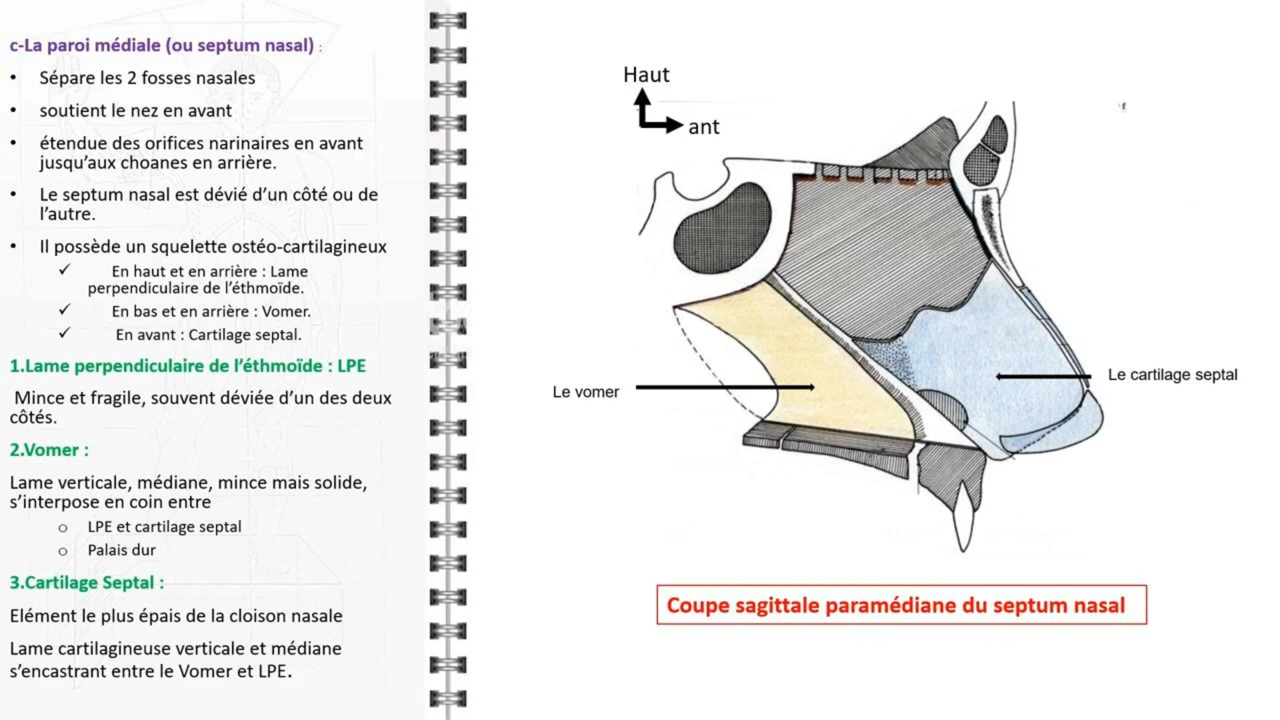 c-La paroi médiale (ou septum nasal) :
• Sépare les 2 fosses nasales
• soutient le nez en avant
• étendue des orifices narinaires en avant
jusqu’aux choanes en arrière.
• Le septum nasal est dévié d’un côté ou de
l’autre.
• Il possède un squelette ostéo-cartilagineux
✓ En haut et en arrière : Lame
perpendiculaire de l’éthmoïde.
✓ En bas et en arrière : Vomer.
✓ En avant : Cartilage septal.
1.Lame perpendiculaire de l’éthmoïde : LPE
Mince et fragile, souvent déviée d’un des deux
côtés.
2.Vomer :
Lame verticale, médiane, mince mais solide,
s’interpose en coin entre
o LPE et cartilage septal
o Palais dur
3.Cartilage Septal :
Elément le plus épais de la cloison nasale
Lame cartilagineuse verticale et médiane
s’encastrant entre le Vomer et LPE.
Haut
ant
Le vomer
Le cartilage septal
Coupe sagittale paramédiane du septum nasal